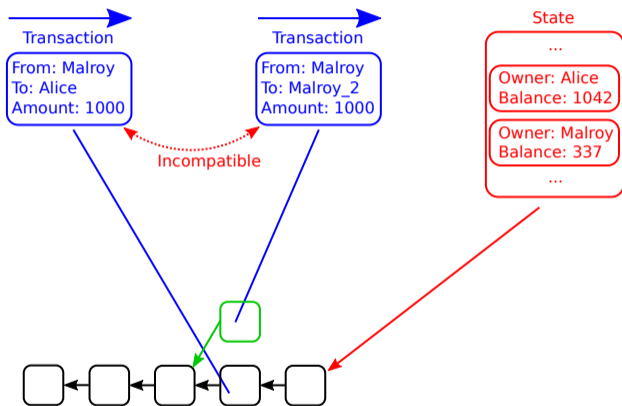 Transaction
From: Malroy
To: Alice
Amount: 1000
Transaction
From: Malroy
To: Malroy_2
Amount: 1000
Incompatible
State
...
Owner: Alice
Balance: 1042
Owner: Malroy
Balance: 337
...